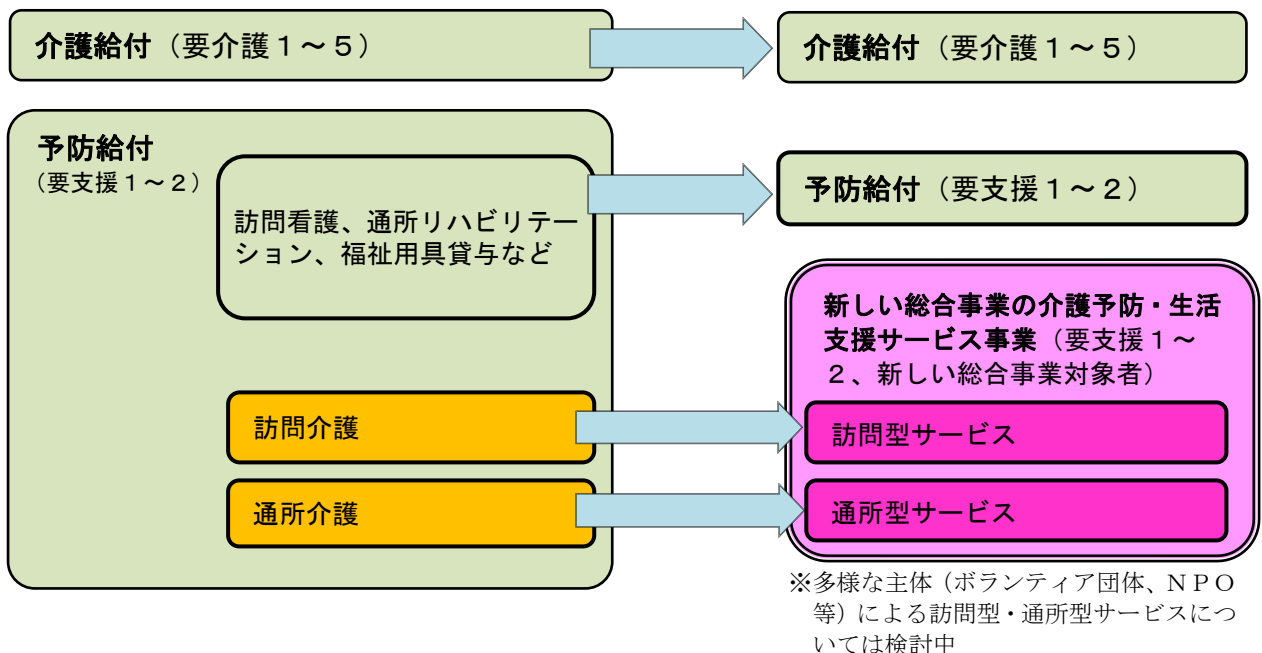 介護給付（要介護１～５）
介護給付（要介護１～５）
予防給付
（要支援１～２）
訪問看護、通所リハビリテー
ション、福祉用具貸与など
予防給付（要支援１～２）
新しい総合事業の介護予防・生活
支援サービス事業（要支援１～
２、新しい総合事業対象者）
訪問介護
訪問型サービス
通所介護
通所型サービス
※多様な主体（ボランティア団体、ＮＰＯ
等）による訪問型・通所型サービスにつ
いては検討中